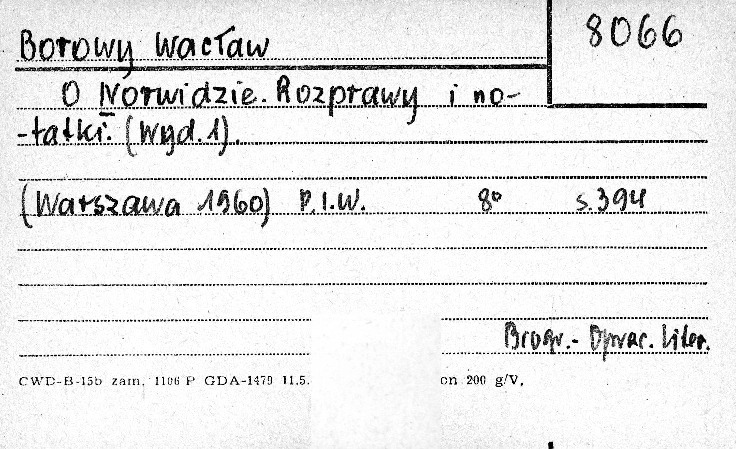 8066
Borowy Wacław
O Norwidzie. Rozprawy i no-
-tatki. (Wyd. 1).
(Warszawa 1960) P.I.W. 8° s. 394
Biogr. - Oprac. Liter.
CWD-B-15b zam. 1106 P GDA-1479 11.5. on 200 g/V,